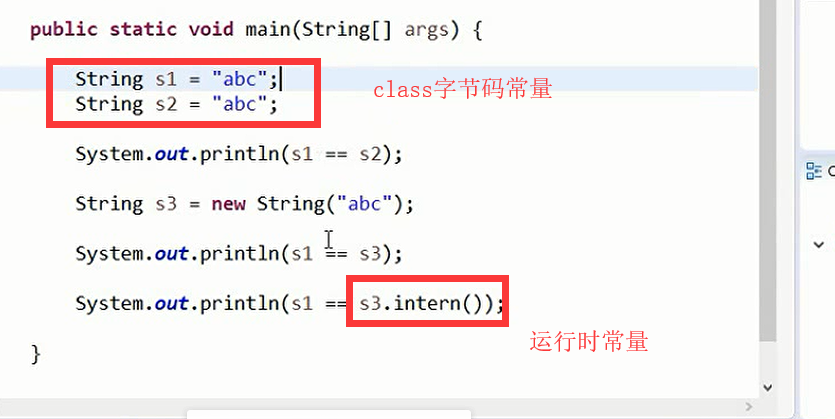 public static void main(String[] args) {
String s1 = "abc";
class字节码常量
String s2 = "abc";
System.out.println(s1 == s2);
String s3 = new String("abc");
System.out.println(s1 == s3);
System.out.println(s1 == s3.intern());
运行时常量
}